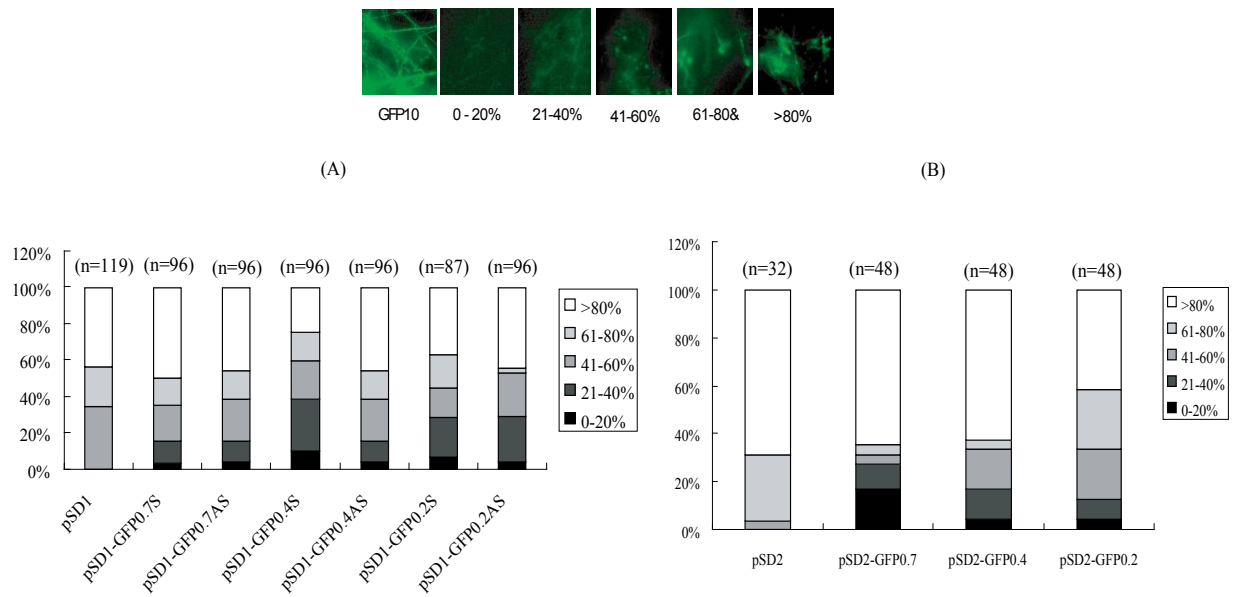 GFP10 0 - 20% 21-40% 41-60% 61-80& >80%
(A)
(B)
120%
100%
80%
60%
40%
20%
0%
(n=119) (n=96) (n=96) (n=96) (n=96) (n=87) (n=96)
>80%
61-80%
41-60%
21-40%
0-20%
pSD1
pSD1-GFP0.7S
pSD1-GFP0.7AS
pSD1-GFP0.4S
pSD1-GFP0.4AS
pSD1-GFP0.2S
pSD1-GFP0.2AS
120%
100%
80%
60%
40%
20%
0%
(n=32) (n=48) (n=48) (n=48)
>80%
61-80%
41-60%
21-40%
0-20%
pSD2 pSD2-GFP0.7 pSD2-GFP0.4 pSD2-GFP0.2